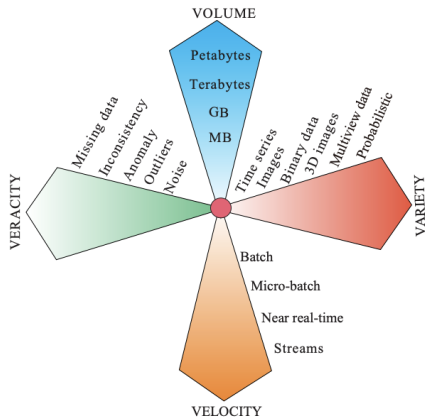 VOLUME
Petabytes
Terabytes
GB
MB
Missing data
Inconsistency
Anomaly
Outliers
Noise
VERACITY
Time series
Images
Binary data
3D images
Multiview data
Probabilistic
VARIETY
Batch
Micro-batch
Near real-time
Streams
VELOCITY